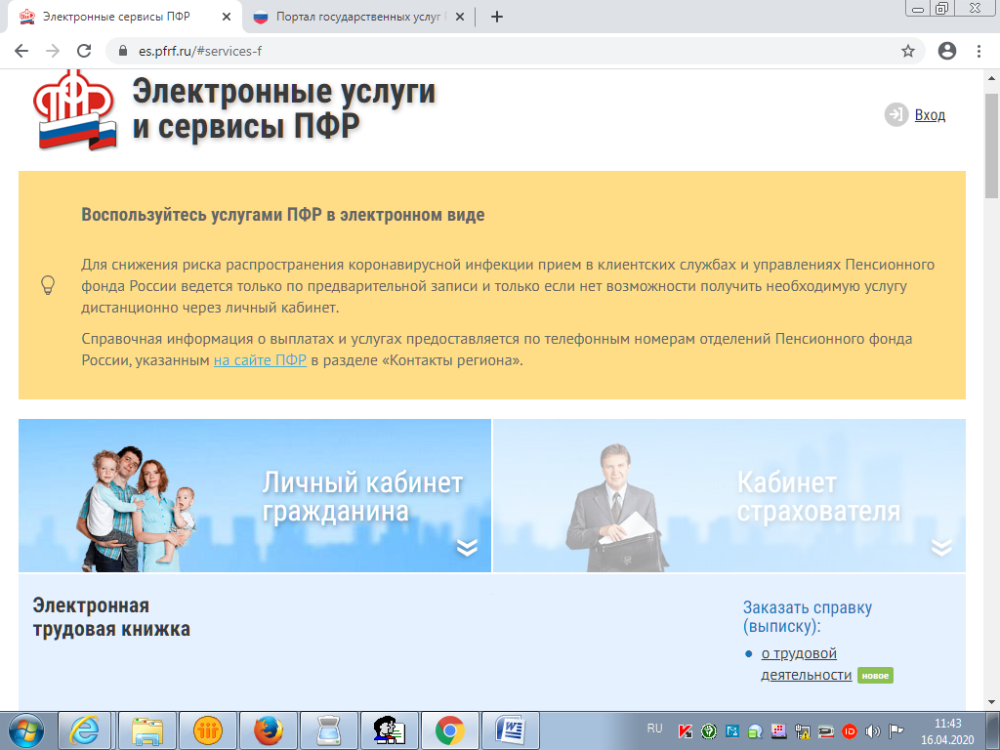 Электронные сервисы ПФР
Портал государственных услуг
es.pfrf.ru/#services-f
ПФР
Электронные услуги
и сервисы ПФР
Вход
Воспользуйтесь услугами ПФР в электронном виде
Для снижения риска распространения коронавирусной инфекции прием в клиентских службах и управлениях Пенсионного
фонда России ведется только по предварительной записи и только если нет возможности получить необходимую услугу
дистанционно через личный кабинет.
Справочная информация о выплатах и услугах предоставляется по телефонным номерам отделений Пенсионного фонда
России, указанным на сайте ПФР в разделе «Контакты региона».
Личный кабинет
гражданина
Кабинет
страхователя
Электронная
трудовая книжка
Заказать справку
(выписку):
о трудовой
деятельности новое
RU
11:43
16.04.2020